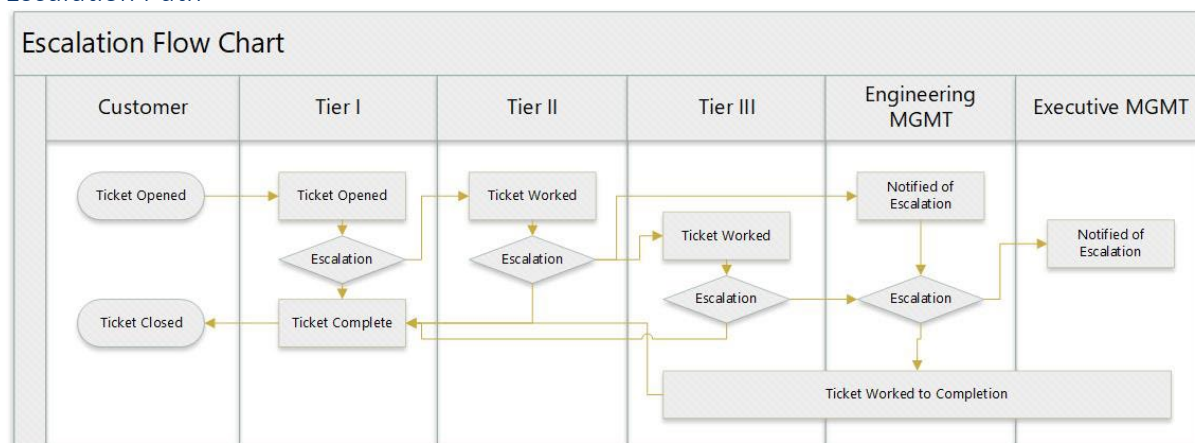 Escalation Path
Escalation Flow Chart
Customer
Tier I
Tier II
Tier III
Engineering
MGMT
Executive MGMT
Ticket Opened
Ticket Opened
Ticket Worked
Notified of
Escalation
Ticket Worked
Notified of
Escalation
Escalation
Escalation
Escalation
Escalation
Ticket Closed
Ticket Complete
Ticket Worked to Completion